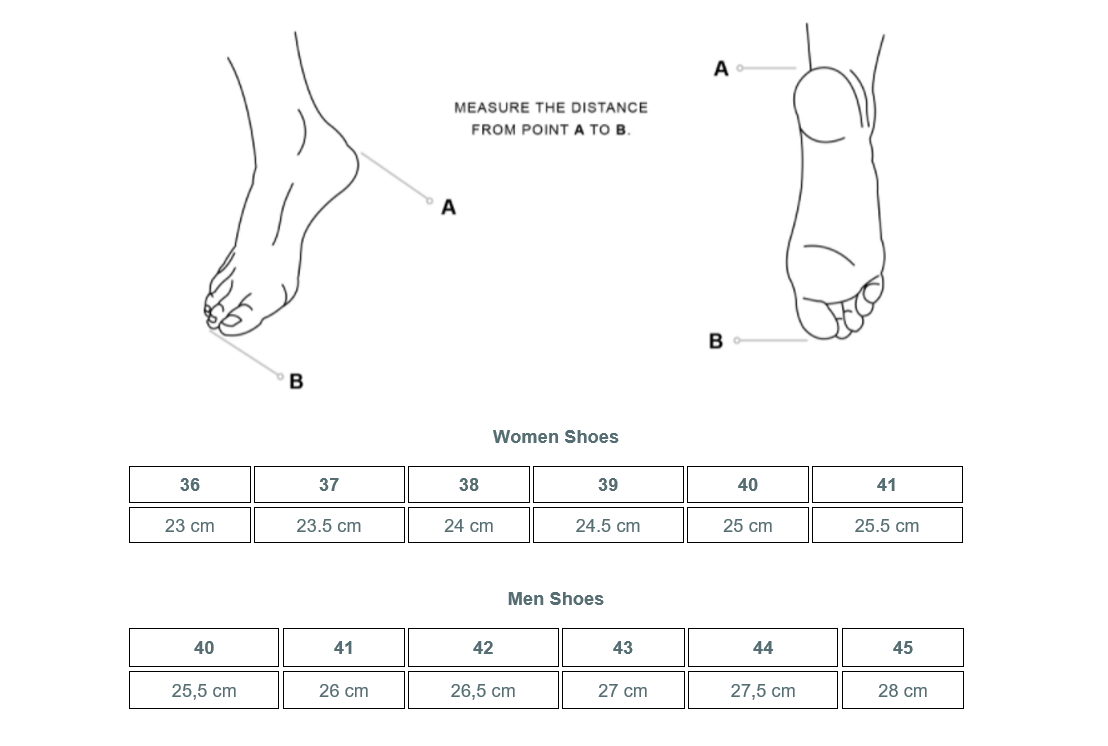 A
MEASURE THE DISTANCE
FROM POINT A TO B.
A
B
B
Women Shoes
36 37 38 39 40 41
23 cm 23.5 cm 24 cm 24.5 cm 25 cm 25.5 cm
Men Shoes
40 41 42 43 44 45
25,5 cm 26 cm 26,5 cm 27 cm 27,5 cm 28 cm